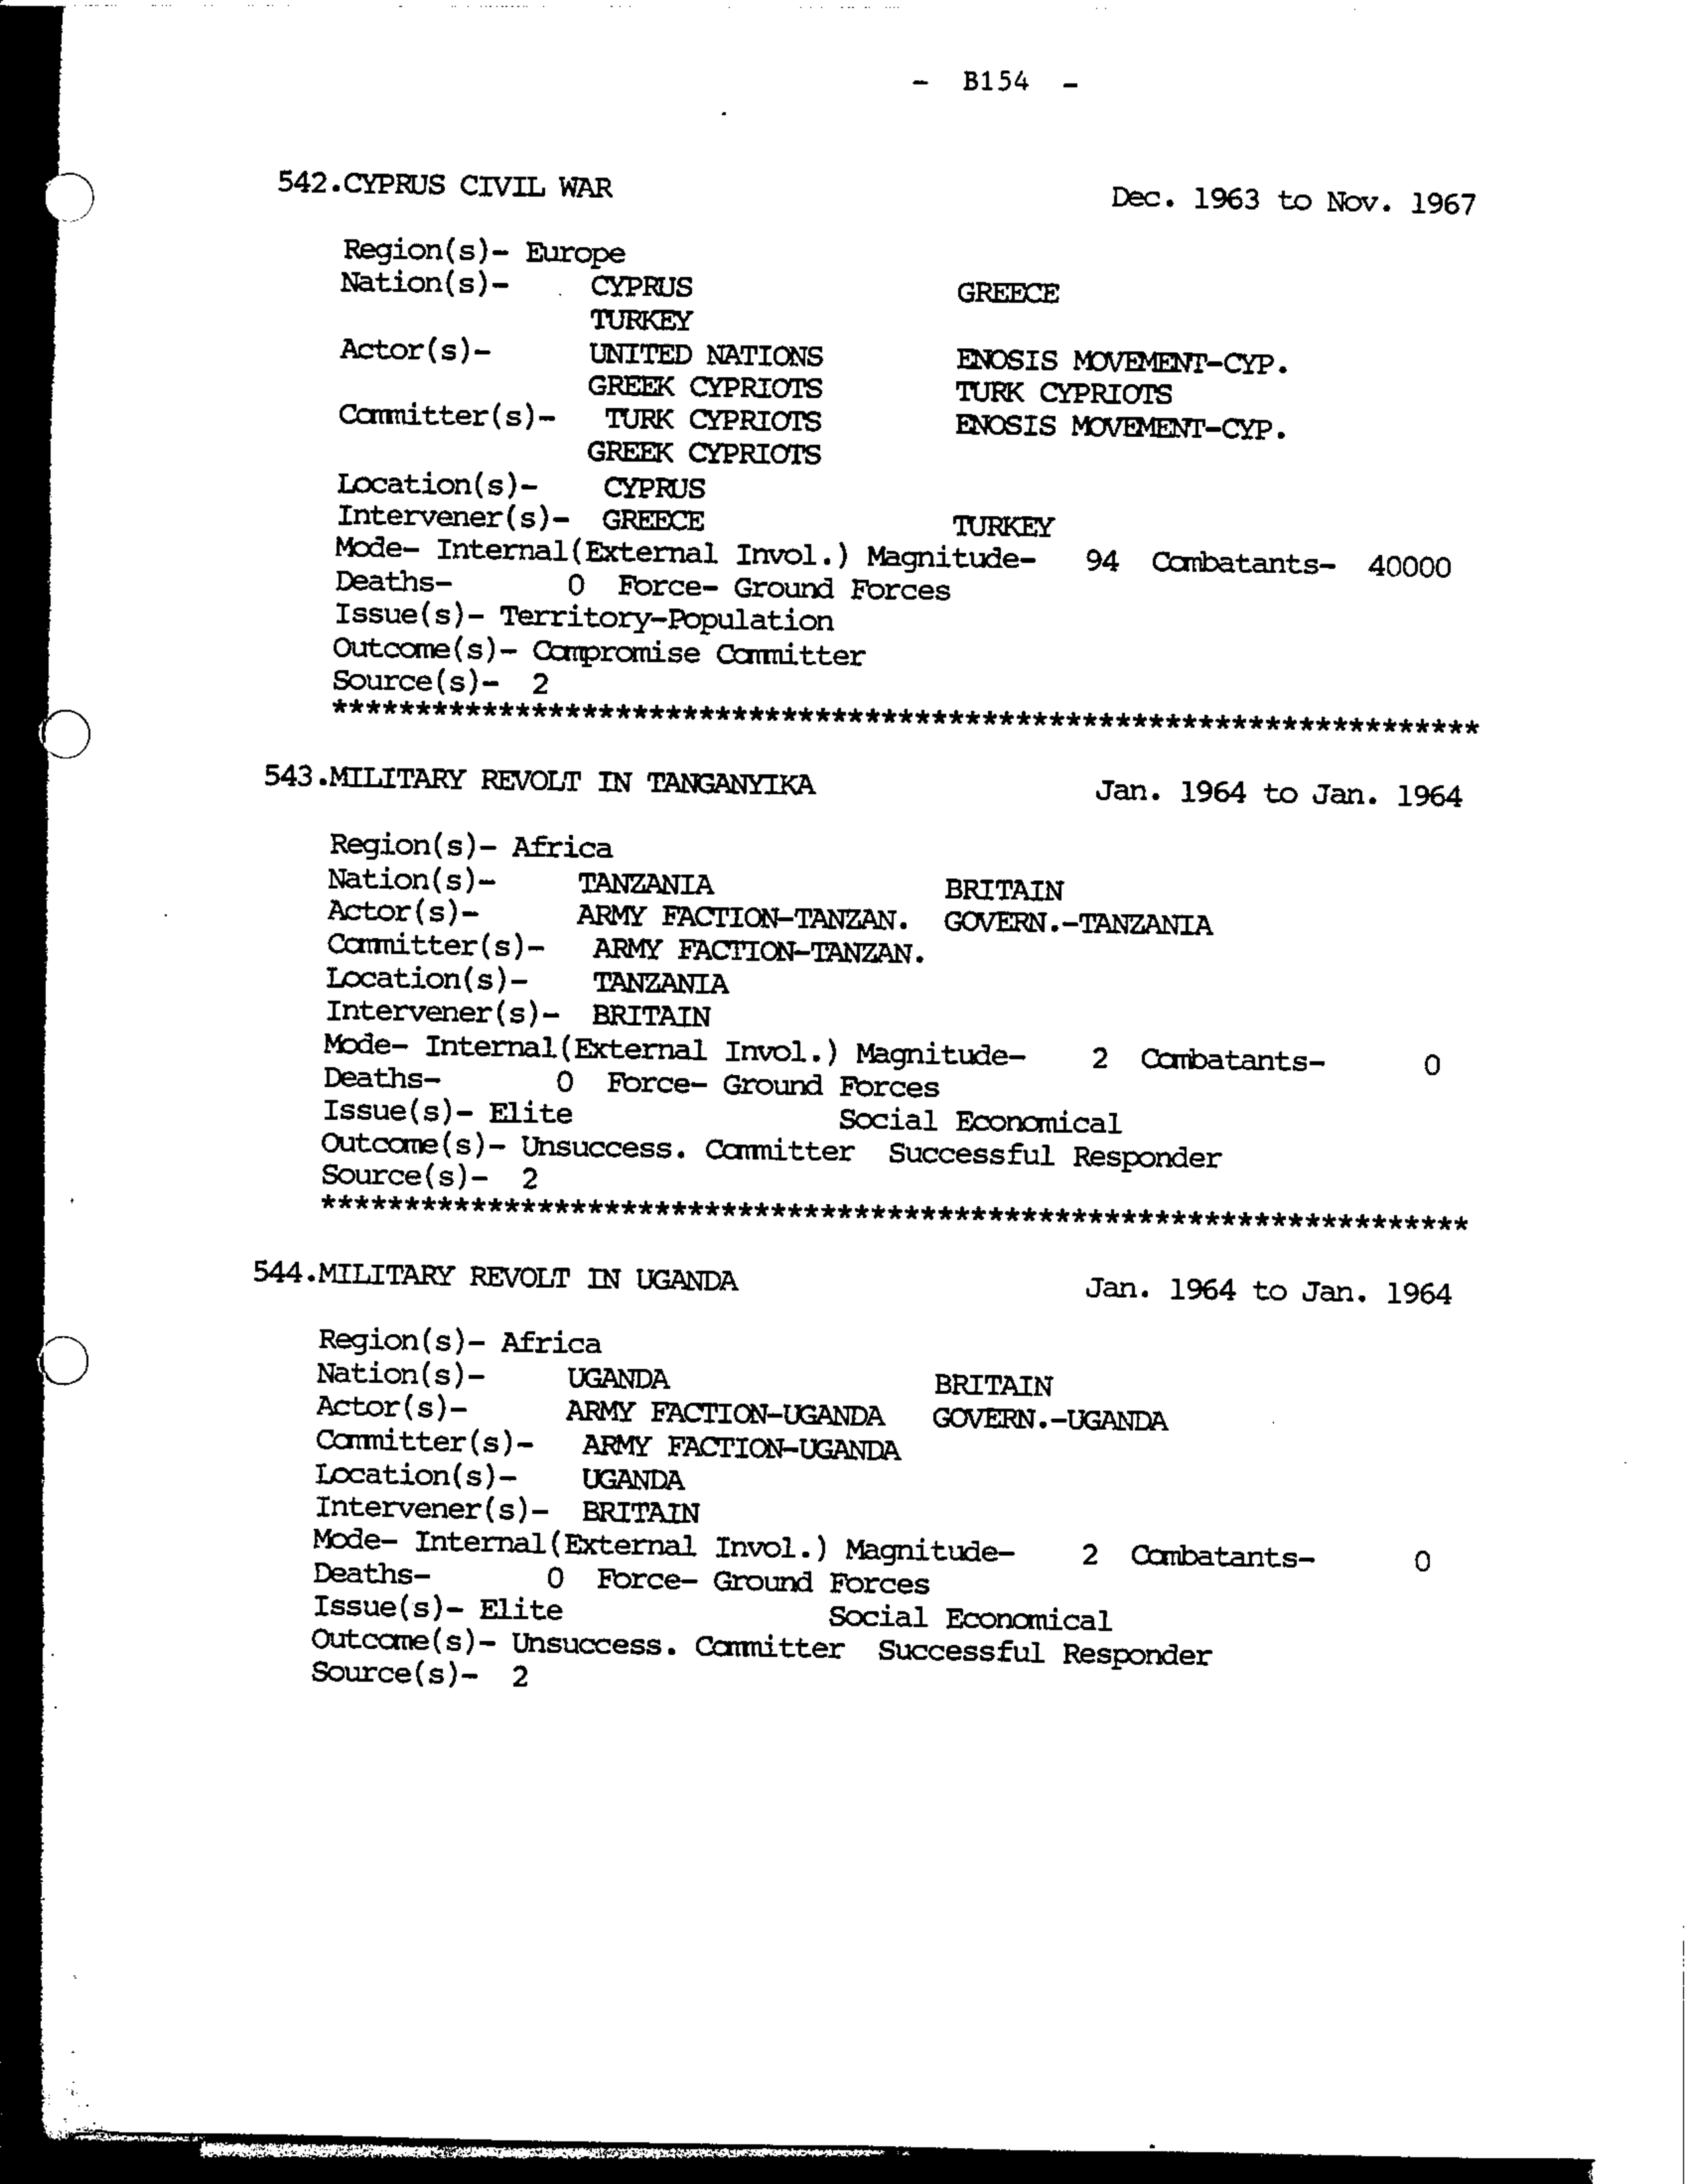 - B154 -
542.CYPRUS CIVIL WAR Dec. 1963 to Nov. 1967
Region(s)- Europe
Nation(s)- CYPRUS GREECE
TURKEY
Actor(s)- UNITED NATIONS ENOSIS MOVEMENT-CYP.
GREEK CYPRIOTS TURK CYPRIOTS
Committer(s)- TURK CYPRIOTS ENOSIS MOVEMENT-CYP.
GREEK CYPRIOTS
Location(s)- CYPRUS
Intervener(s)- GREECE TURKEY
Mode- Internal(External Invol.) Magnitude- 94 Combatants- 40000
Deaths- 0 Force- Ground Forces
Issue(s)- Territory-Population
Outcome(s)- Compromise Committer
Source(s)- 2
**********************************************************************
543.MILITARY REVOLT IN TANGANYIKA Jan. 1964 to Jan. 1964
Region(s)- Africa
Nation(s)- TANZANIA BRITAIN
Actor(s)- ARMY FACTION-TANZAN. GOVERN.-TANZANIA
Committer(s)- ARMY FACTION-TANZAN.
Location(s)- TANZANIA
Intervener(s)- BRITAIN
Mode- Internal(External Invol.) Magnitude- 2 Combatants- 0
Deaths- 0 Force- Ground Forces
Issue(s)- Elite Social Economical
Outcome(s)- Unsuccess. Committer Successful Responder
Source(s)- 2
**********************************************************************
544.MILITARY REVOLT IN UGANDA Jan. 1964 to Jan. 1964
Region(s)- Africa
Nation(s)- UGANDA BRITAIN
Actor(s)- ARMY FACTION-UGANDA GOVERN.-UGANDA
Committer(s)- ARMY FACTION-UGANDA
Location(s)- UGANDA
Intervener(s)- BRITAIN
Mode- Internal(External Invol.) Magnitude- 2 Combatants- 0
Deaths- 0 Force- Ground Forces
Issue(s)- Elite Social Economical
Outcome(s)- Unsuccess. Committer Successful Responder
Source(s)- 2